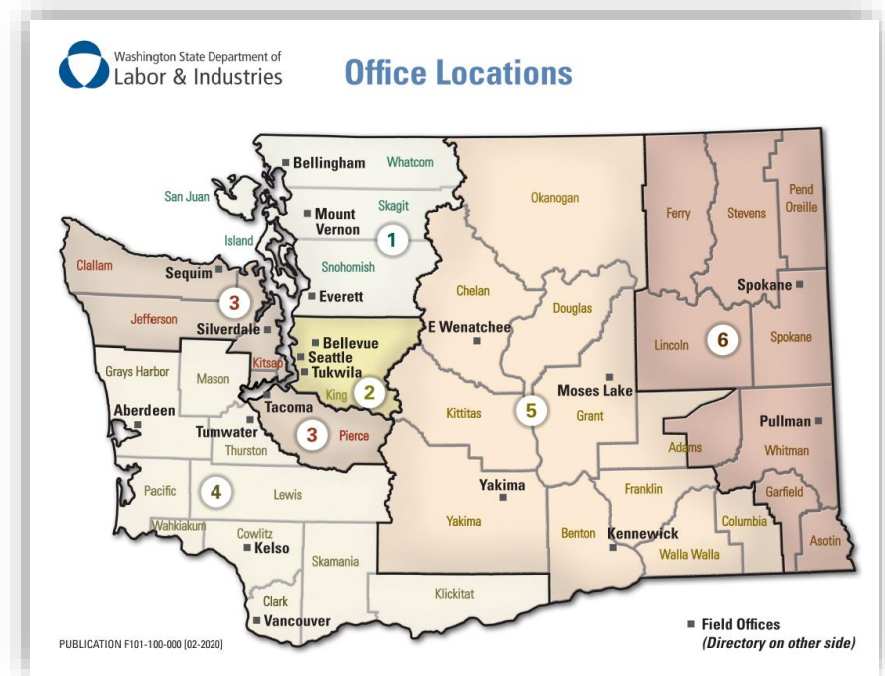 Washington State Department of
Labor & Industries
Office Locations
Bellingham
Whatcom
San Juan
Skagit
Mount
Vernon
Island
1
Snohomish
Everett
Clallam
Sequim
3
Jefferson
Silverdale
Kitsap
Bellevue
Seattle
Tukwila
King
2
Grays Harbor
Mason
Aberdeen
Tacoma
Tumwater
Thurston
3
Pierce
Pacific
4
Lewis
Wahkiakum
Cowlitz
Kelso
Skamania
Clark
Vancouver
Klickitat
Okanogan
Chelan
Douglas
E Wenatchee
Moses Lake
Kittitas
5
Grant
Adams
Yakima
Yakima
Franklin
Benton
Kennewick
Walla Walla
Columbia
Ferry
Stevens
Pend
Oreille
Spokane
Lincoln
6
Spokane
Pullman
Whitman
Garfield
Asotin
Field Offices
(Directory on other side)
PUBLICATION F101-100-000 [02-2020]